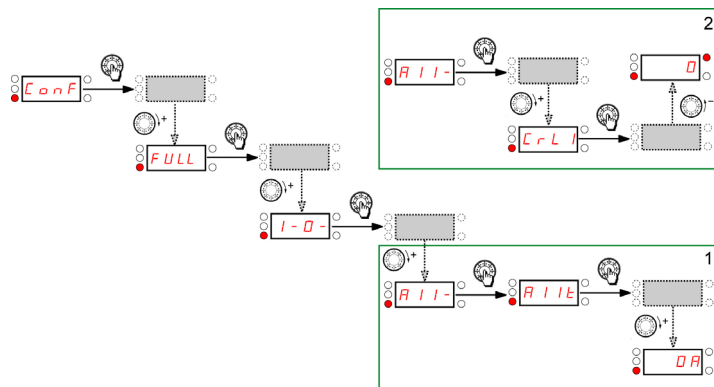 2
AI1-
0
ConF
+
-
+
CrL1
FULL
+
I-O-
+
1
AI1-
AI1t
+
0A